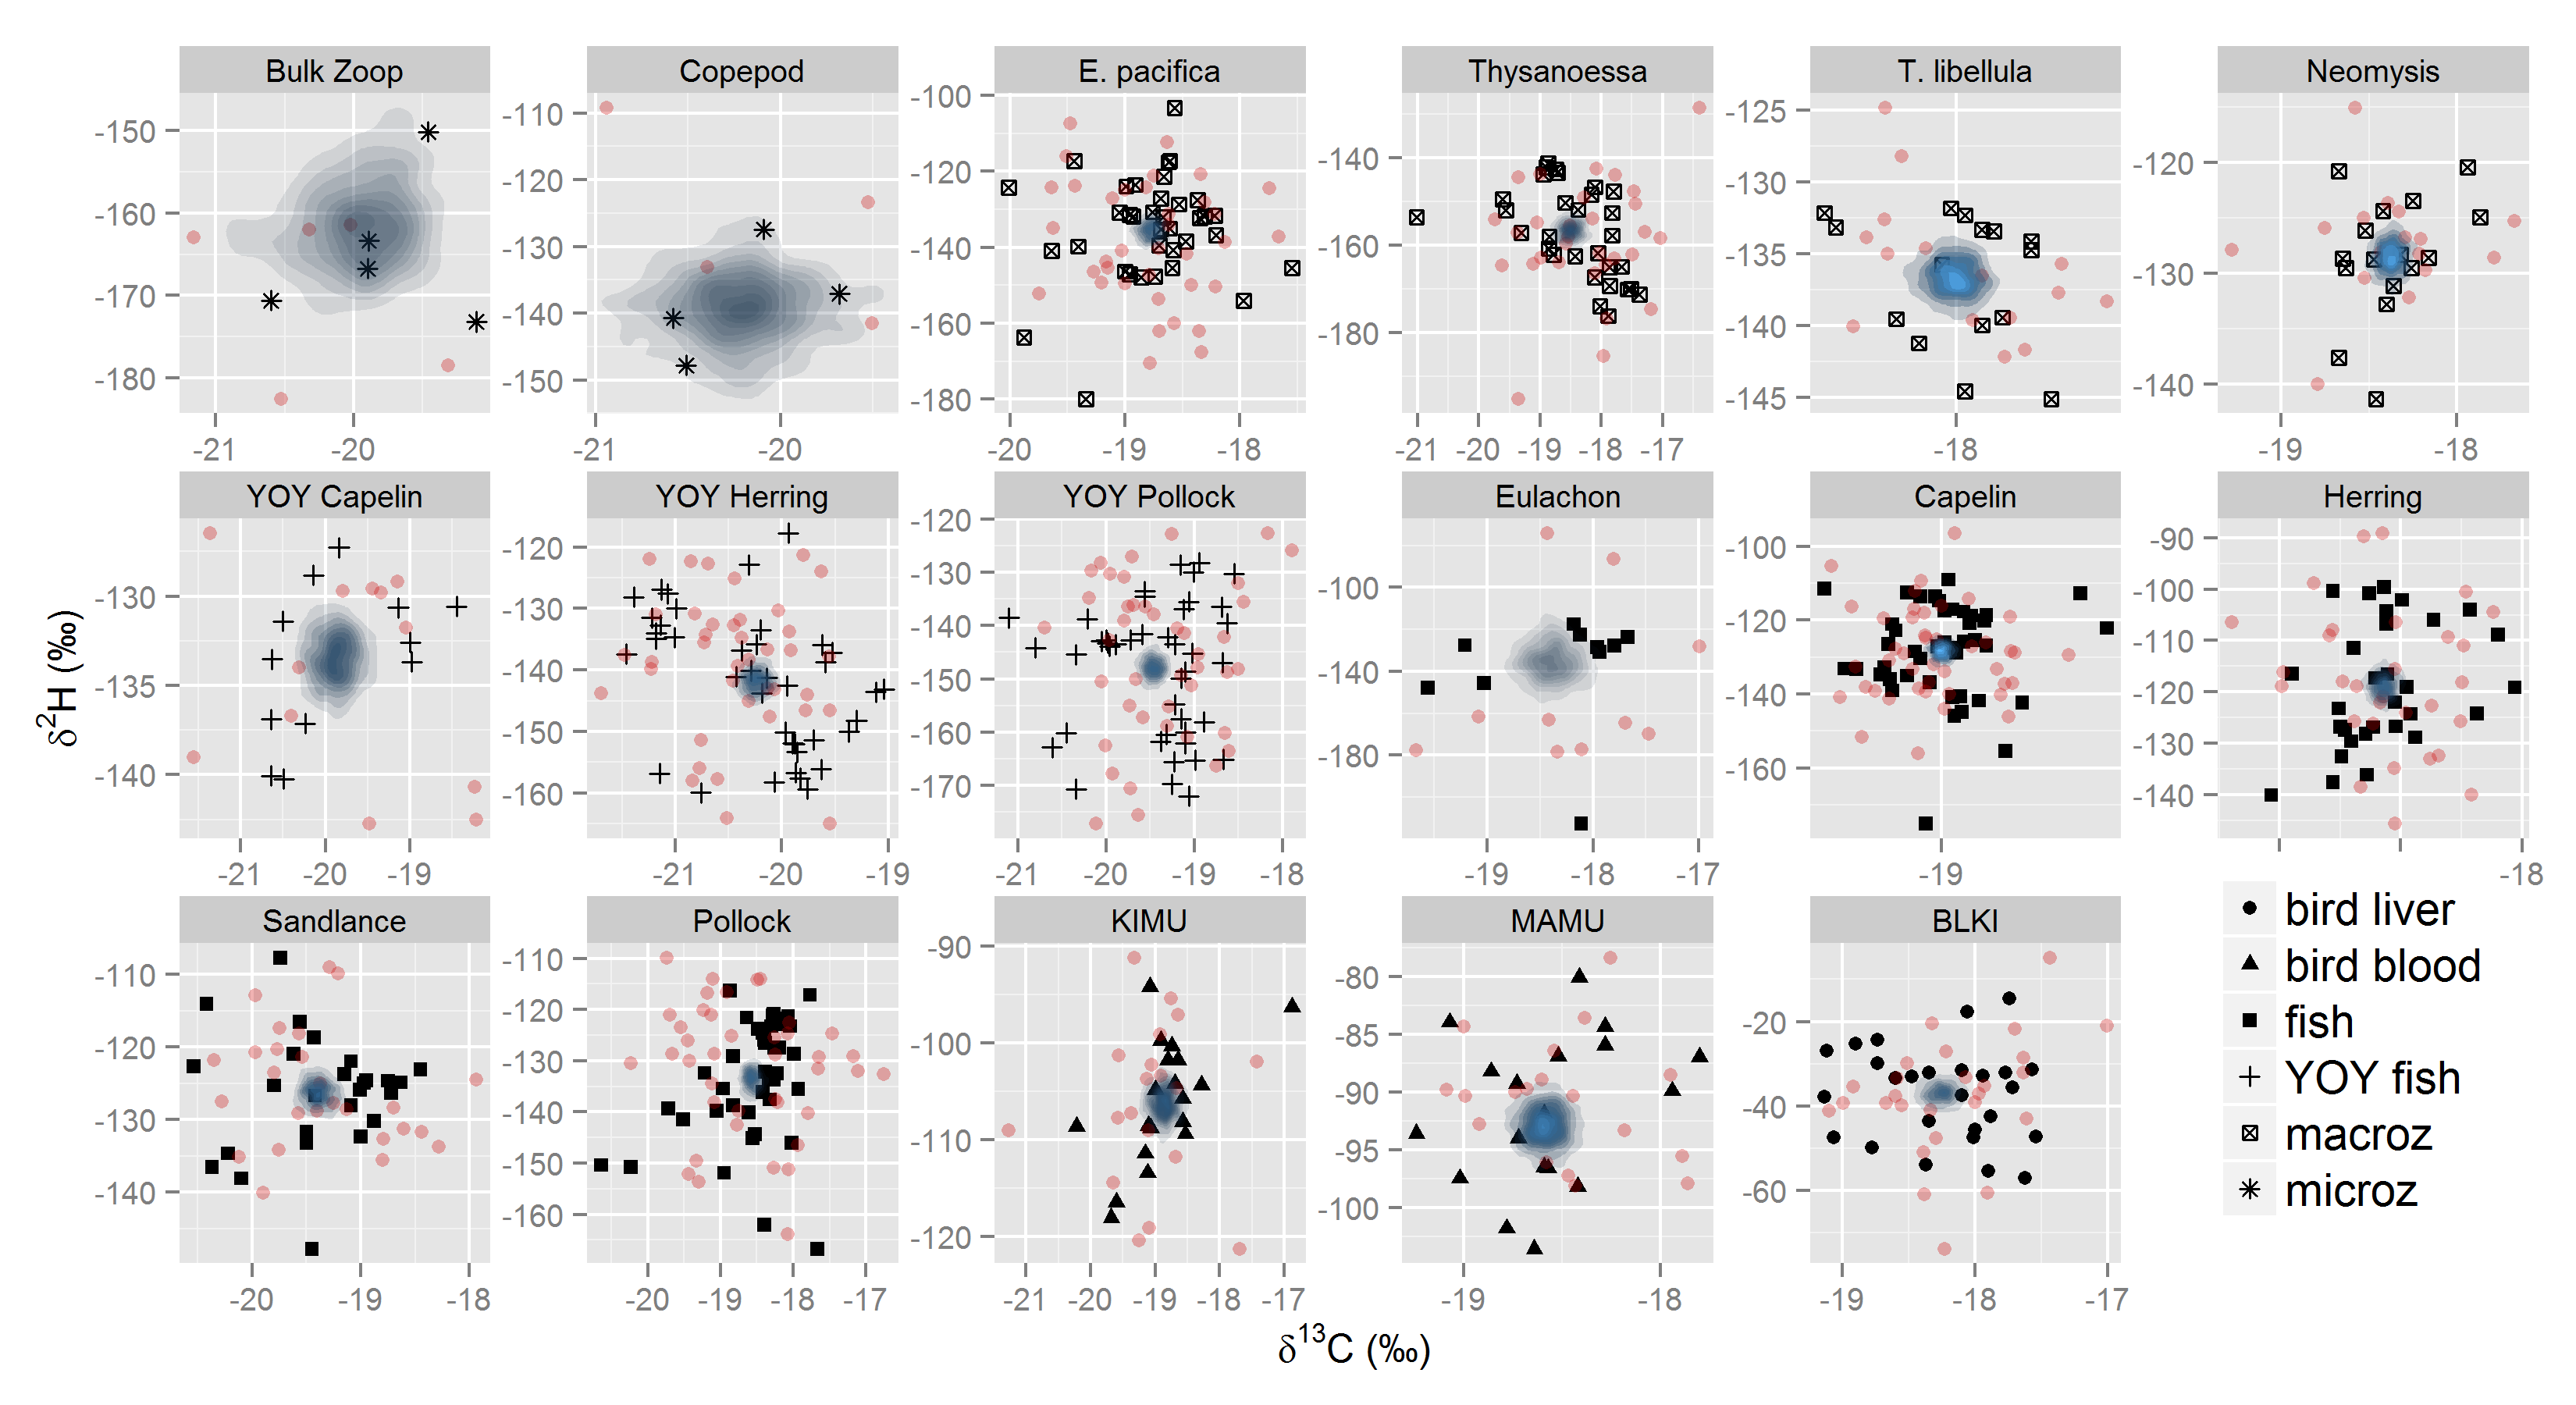 Bulk Zoop Copepod E. pacifica Thysanoessa T. libellula Neomysis
-150 -160 -170 -180
-21 -20
-110 -120 -130 -140 -150
-21 -20
-100 -120 -140 -160 -180
-20 -19 -18
-140 -160 -180
-21 -20 -19 -18 -17
-125 -130 -135 -140 -145
-18
-120 -130 -140
-19 -18
YOY Capelin YOY Herring YOY Pollock Eulachon Capelin Herring
-130 -135 -140
-21 -20 -19
-120 -130 -140 -150 -160
-21 -20 -19
-120 -130 -140 -150 -160 -170
-21 -20 -19 -18
-100 -140 -180
-19 -18 -17
-100 -120 -140 -160
-19
-90 -100 -110 -120 -130 -140
-18
Sandlance Pollock KIMU MAMU BLKI
-110 -120 -130 -140
-20 -19 -18
-110 -120 -130 -140 -150 -160
-20 -19 -18 -17
-90 -100 -110 -120
-21 -20 -19 -18 -17
-80 -85 -90 -95 -100
-19 -18
-20 -40 -60
-19 -18 -17
δ²H (‰)
δ¹³C (‰)
bird liver
bird blood
fish
YOY fish
macroz
microz